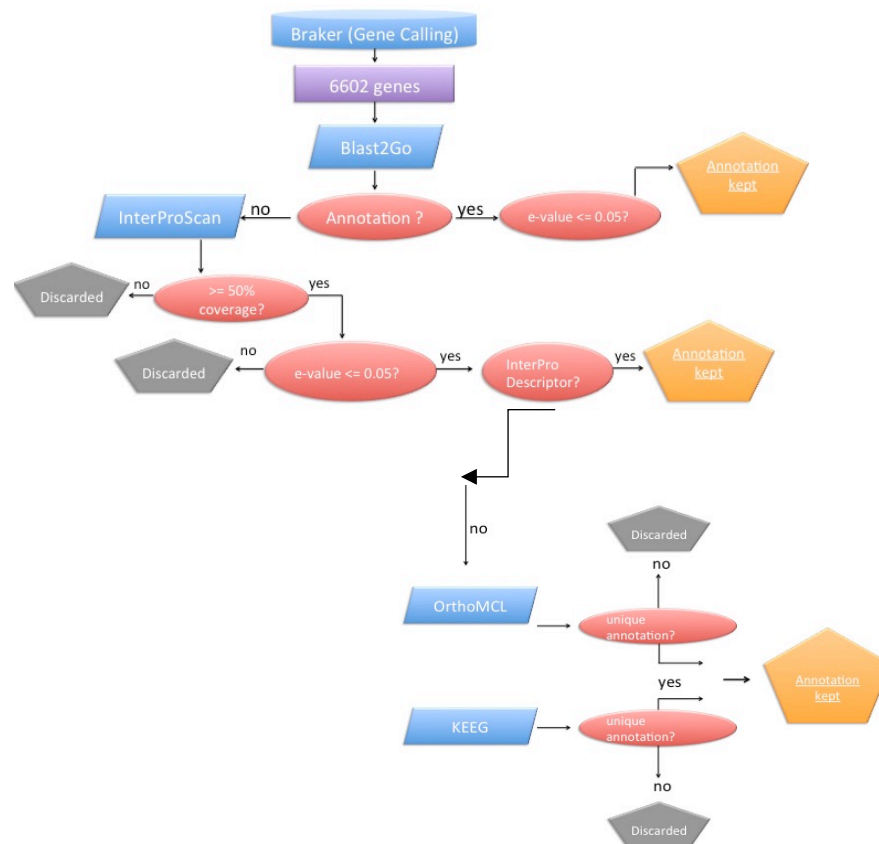 Braker (Gene Calling)
6602 genes
Blast2Go
Annotation
kept
InterProScan
no
Annotation ?
yes
e-value <= 0.05?
Discarded
no
>= 50%
coverage?
yes
Discarded
no
e-value <= 0.05?
yes
InterPro
Descriptor?
yes
Annotation
kept
no
Discarded
no
OrthoMCL
unique
annotation?
yes
Annotation
kept
KEEG
unique
annotation?
no
Discarded